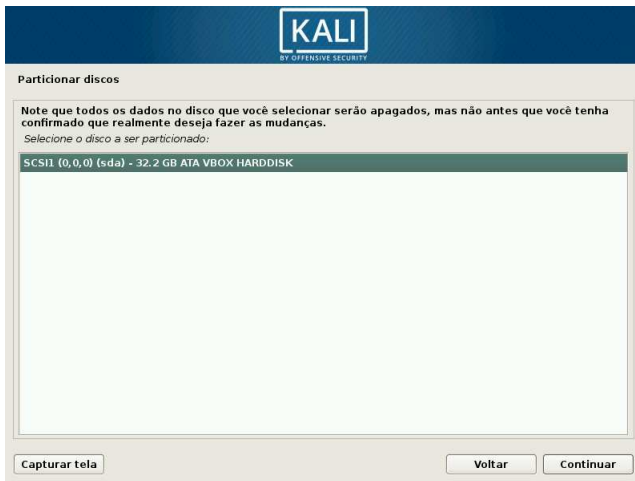 KALI
BY OFFENSIVE SECURITY
Particionar discos
Note que todos os dados no disco que você selecionar serão apagados, mas não antes que você tenha
confirmado que realmente deseja fazer as mudanças.
Selecione o disco a ser particionado:
SCSI1 (0,0,0) (sda) - 32.2 GB ATA VBOX HARDDISK
Capturar tela Voltar Continuar